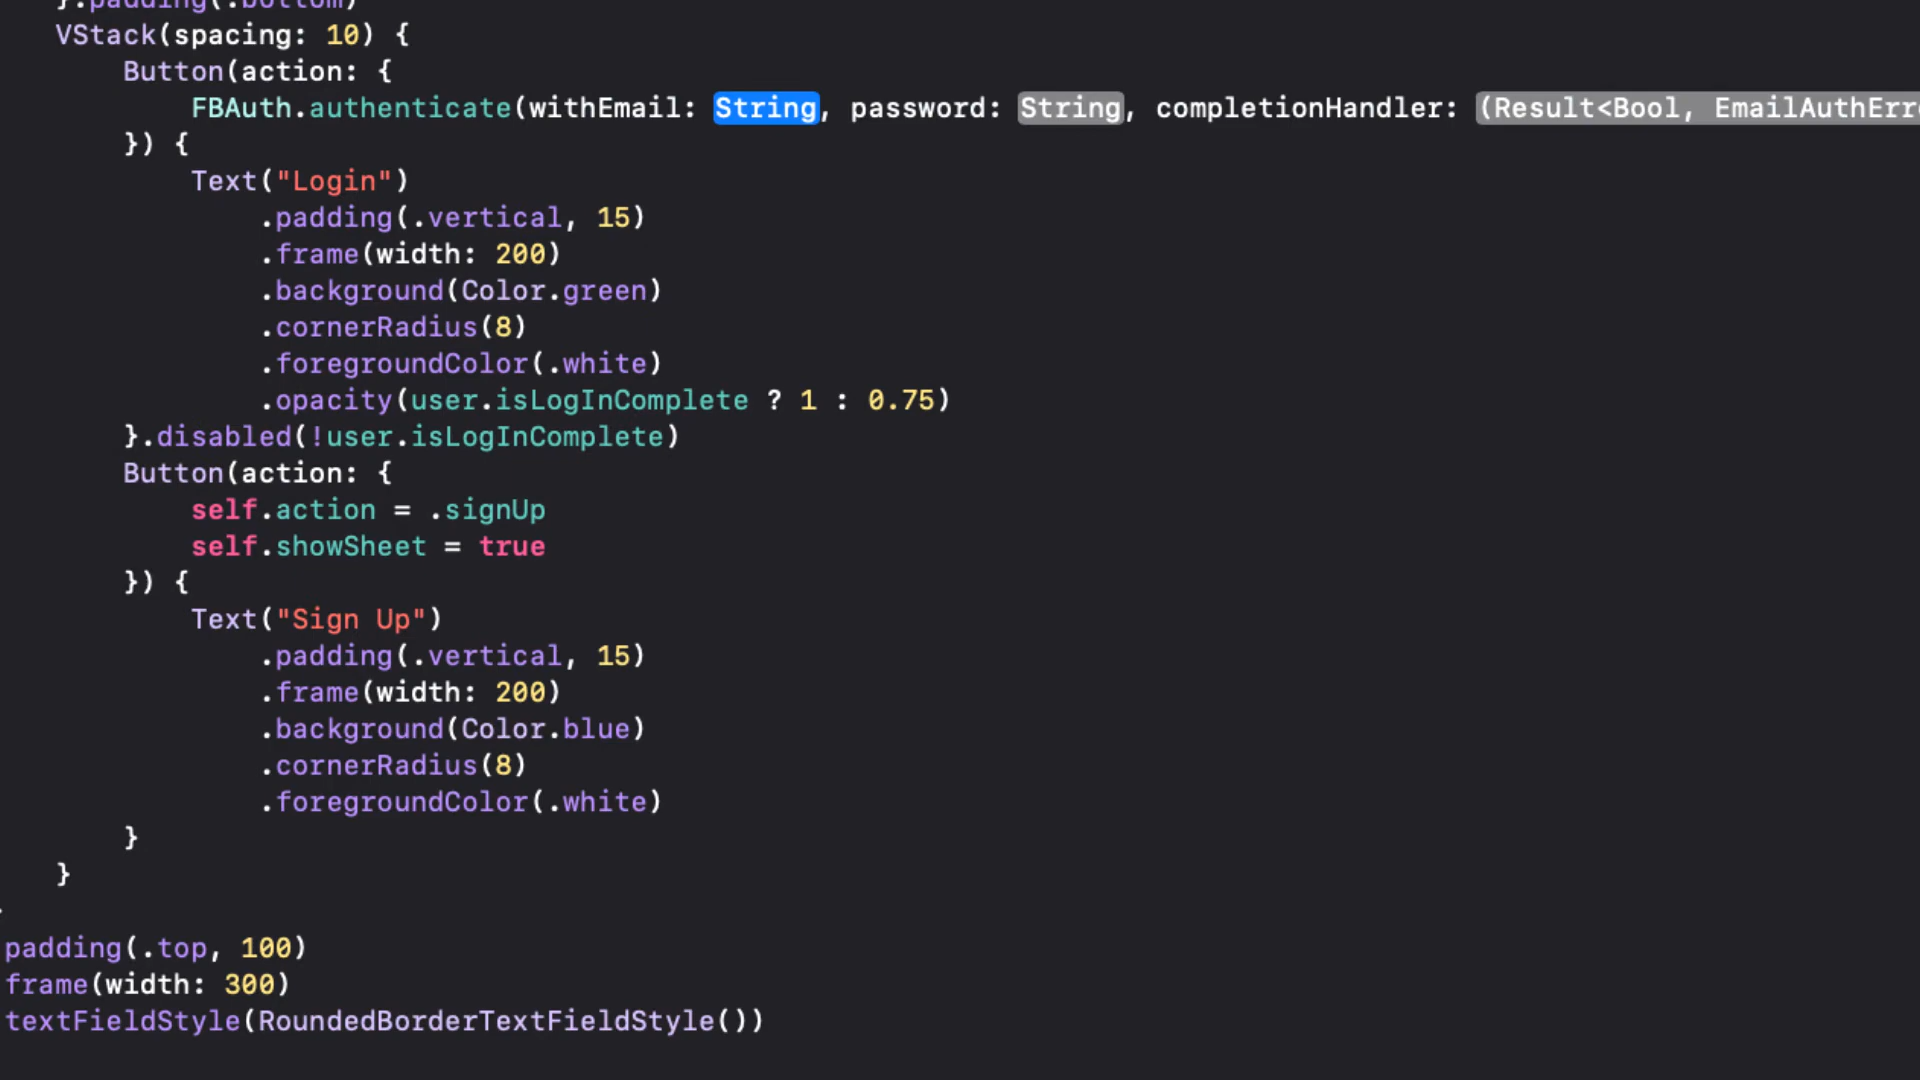 }.padding(.bottom)
VStack(spacing: 10) {
Button(action: {
FBAuth.authenticate(withEmail: String, password: String, completionHandler: (Result<Bool, EmailAuthErr
}) {
Text("Login")
.padding(.vertical, 15)
.frame(width: 200)
.background(Color.green)
.cornerRadius(8)
.foregroundColor(.white)
.opacity(user.isLogInComplete ? 1 : 0.75)
}.disabled(!user.isLogInComplete)
Button(action: {
self.action = .signUp
self.showSheet = true
}) {
Text("Sign Up")
.padding(.vertical, 15)
.frame(width: 200)
.background(Color.blue)
.cornerRadius(8)
.foregroundColor(.white)
}
}
padding(.top, 100)
frame(width: 300)
textFieldStyle(RoundedBorderTextFieldStyle())